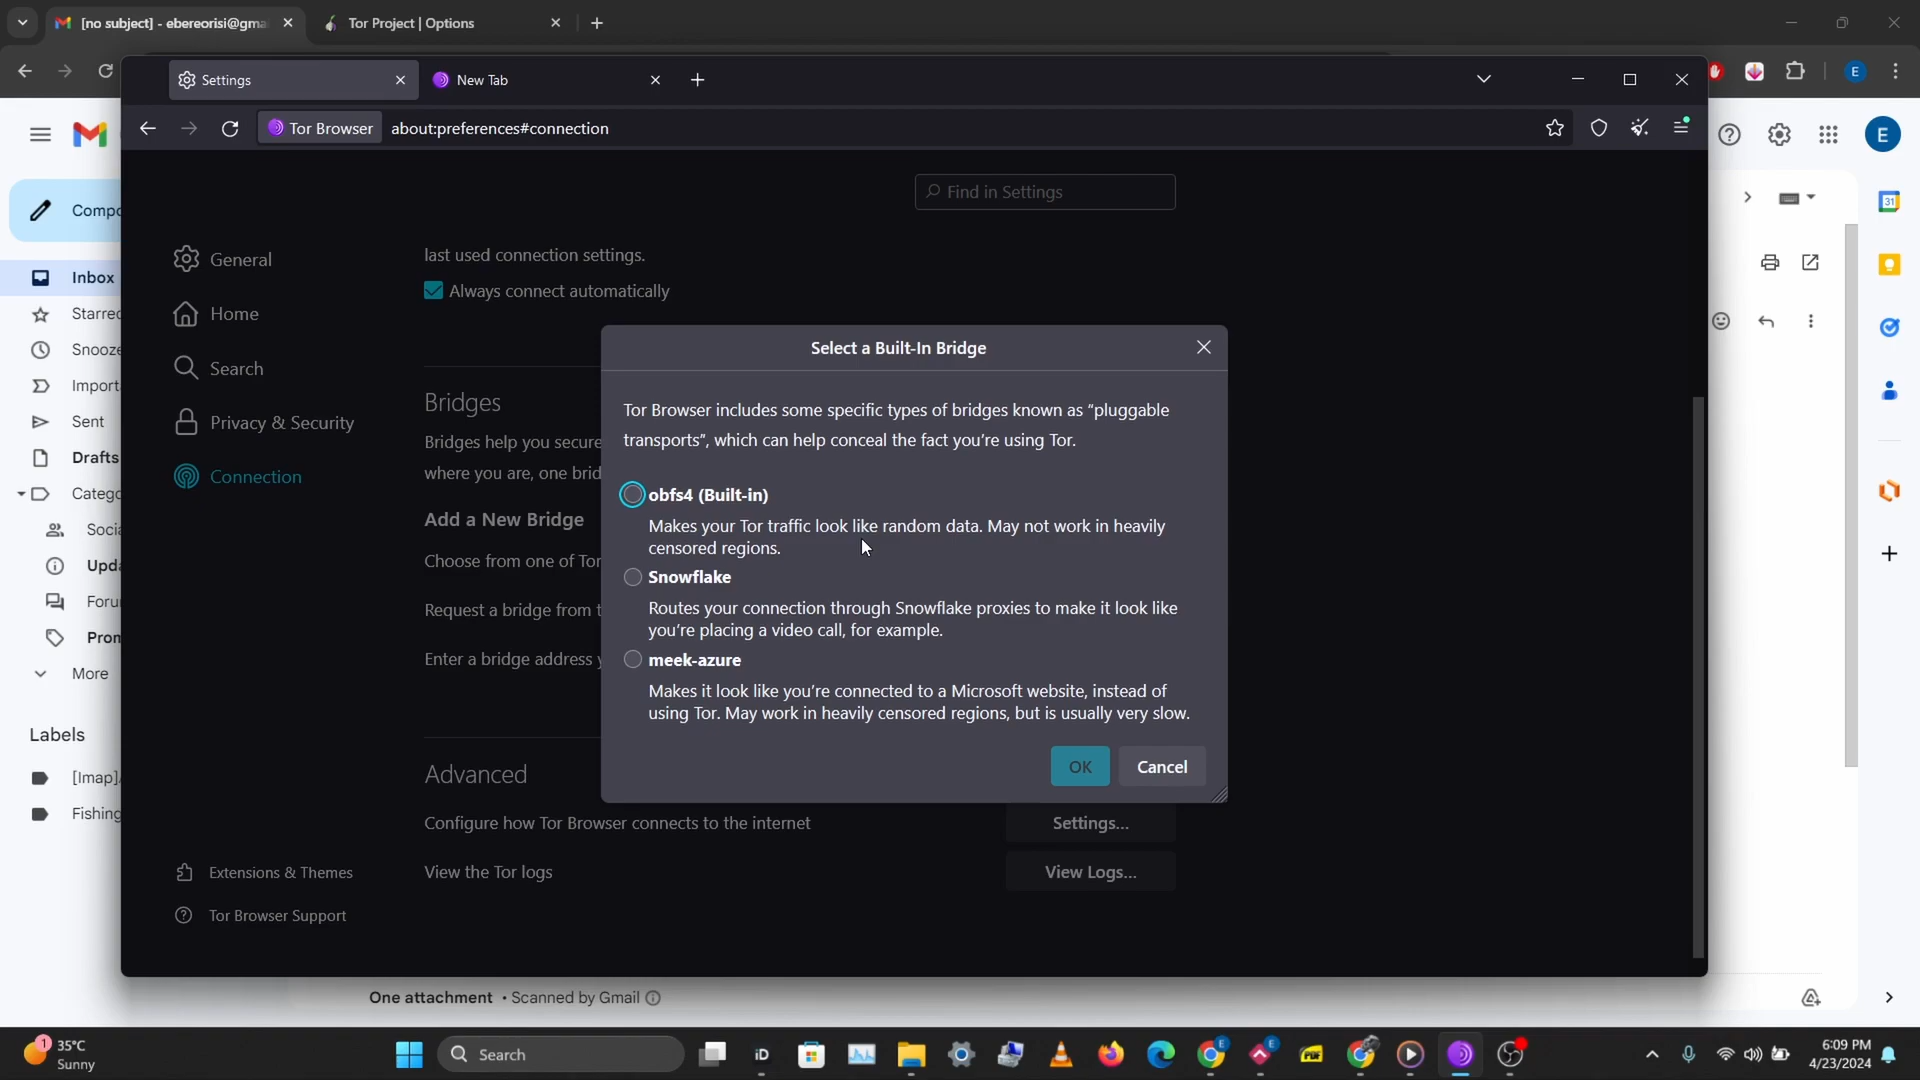 [no subject] - ebereorisi@gma
Tor Project | Options
Settings
New Tab
Tor Browser
about:preferences#connection
E
Compo
Inbox
Starred
Snooze
Import
Sent
Drafts
Catego
Socia
Upda
Foru
Pron
More
Labels
[Imap]/
Fishing
31
E
Find in Settings
General
Home
Search
Privacy & Security
Connection
Extensions & Themes
Tor Browser Support
last used connection settings.
Always connect automatically
Bridges
Bridges help you secure
where you are, one brid
Add a New Bridge
Choose from one of Tor
Request a bridge from t
Enter a bridge address y
Advanced
Configure how Tor Browser connects to the internet
Settings...
View the Tor logs
View Logs...
Select a Built-In Bridge
Tor Browser includes some specific types of bridges known as “pluggable
transports”, which can help conceal the fact you’re using Tor.
obfs4 (Built-in)
Makes your Tor traffic look like random data. May not work in heavily
censored regions.
Snowflake
Routes your connection through Snowflake proxies to make it look like
you’re placing a video call, for example.
meek-azure
Makes it look like you’re connected to a Microsoft website, instead of
using Tor. May work in heavily censored regions, but is usually very slow.
OK
Cancel
One attachment • Scanned by Gmail
1
35°C
Sunny
Search
iD
E
E
PDF
6:09 PM
4/23/2024